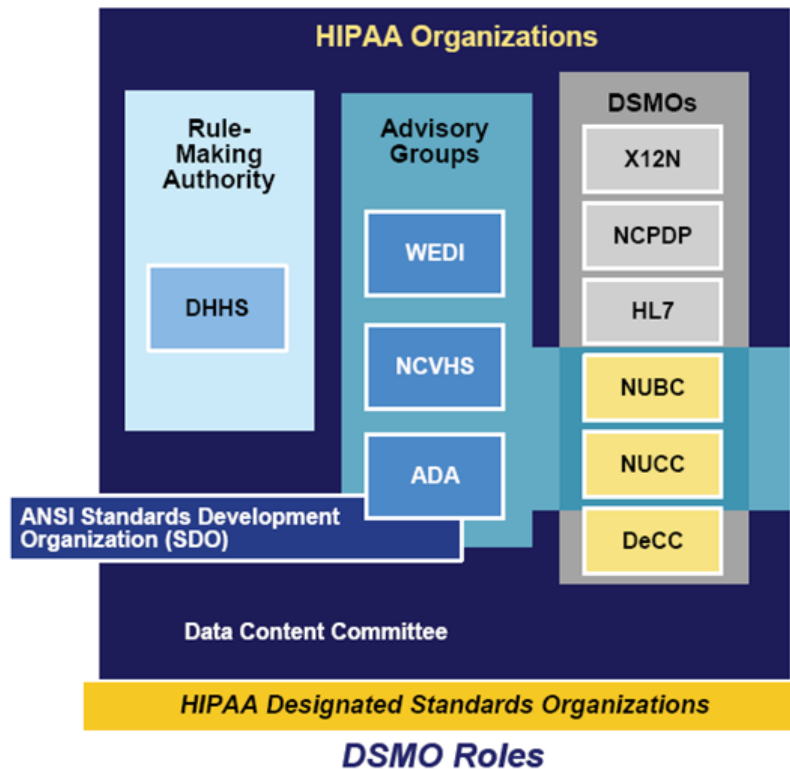 HIPAA Organizations
Rule-
Making
Authority
DHHS
Advisory
Groups
WEDI
NCVHS
ADA
DSMOs
X12N
NCPDP
HL7
NUBC
NUCC
DeCC
ANSI Standards Development
Organization (SDO)
Data Content Committee
HIPAA Designated Standards Organizations
DSMO Roles